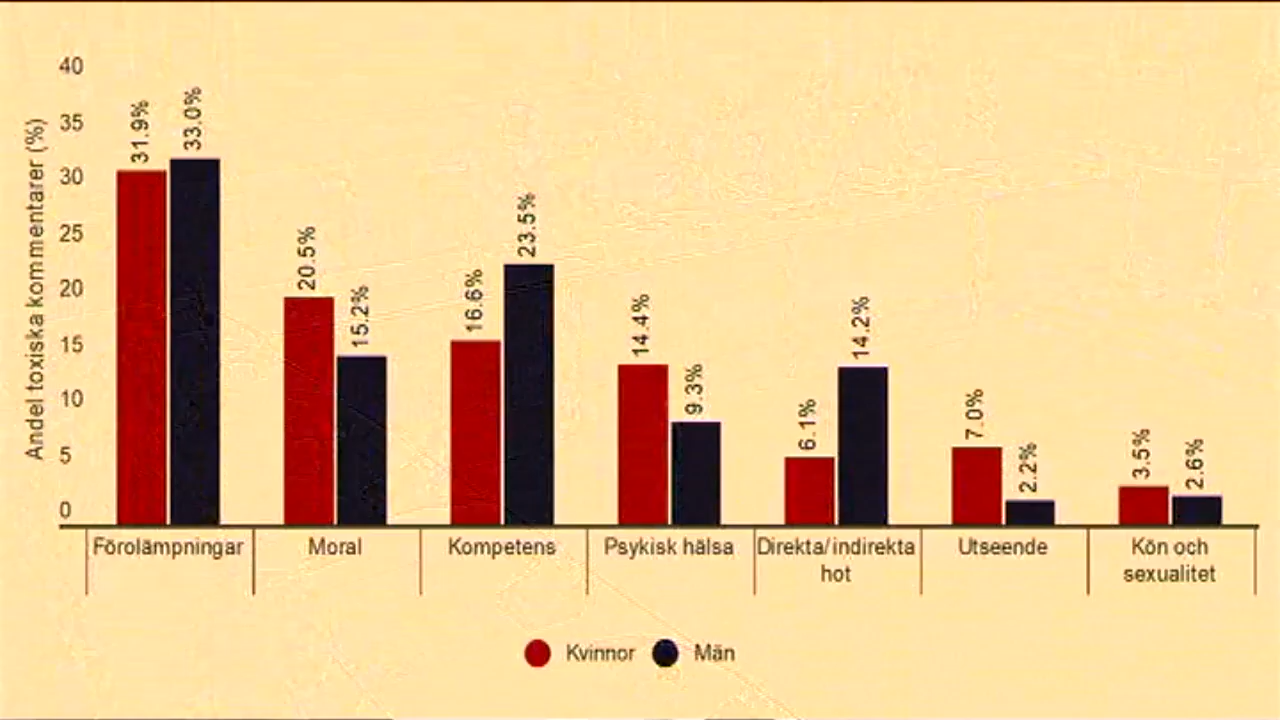 Andel toxiska kommentarer (%)
40
35
30
25
20
15
10
5
0
31.9%
33.0%
20.5%
15.2%
16.6%
23.5%
14.4%
9.3%
6.1%
14.2%
7.0%
2.2%
3.5%
2.6%
Förolämpningar
Moral
Kompetens
Psykisk hälsa
Direkta/indirekta
hot
Utseende
Kön och
sexualitet
Kvinnor
Män